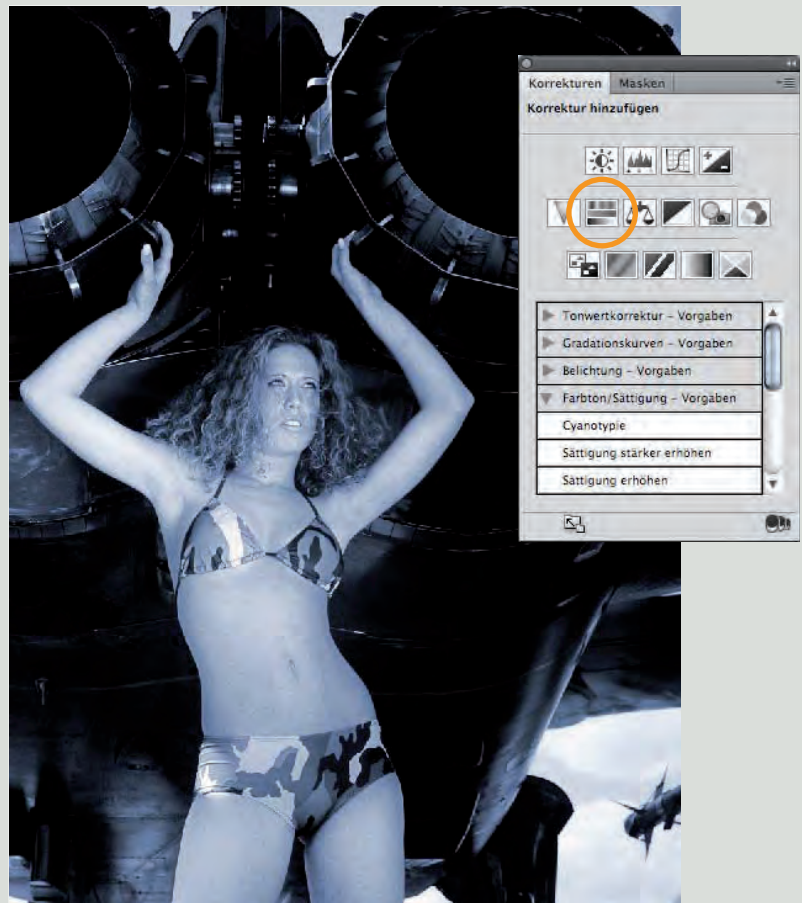 Korrekturen Masken
Korrektur hinzufügen
Tonwertkorrektur – Vorgaben
Gradationskurven – Vorgaben
Belichtung – Vorgaben
Farbton/Sättigung – Vorgaben
Cyanotypie
Sättigung stärker erhöhen
Sättigung erhöhen